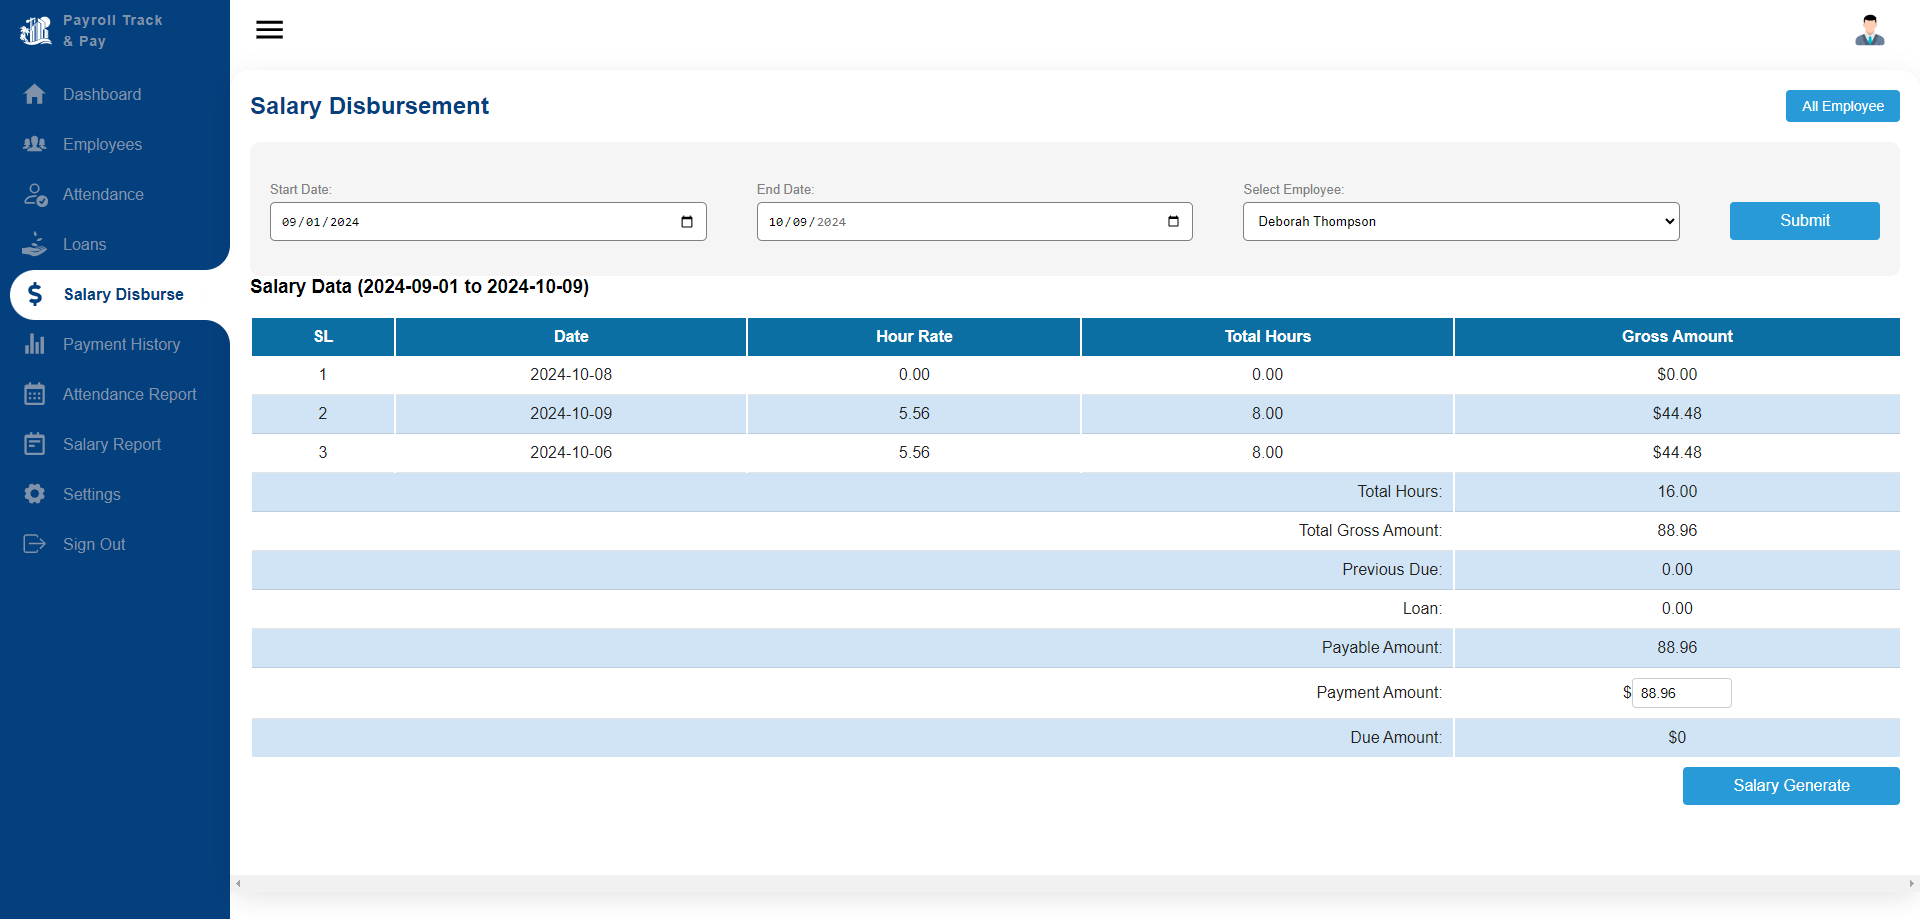 Payroll Track
& Pay
Dashboard
Employees
Attendance
Loans
Salary Disburse
Payment History
Attendance Report
Salary Report
Settings
Sign Out
Salary Disbursement
All Employee
Start Date: End Date: Select Employee:
09/01/2024 10/09/2024 Deborah Thompson Submit
Salary Data (2024-09-01 to 2024-10-09)
SL Date Hour Rate Total Hours Gross Amount
1 2024-10-08 0.00 0.00 $0.00
2 2024-10-09 5.56 8.00 $44.48
3 2024-10-06 5.56 8.00 $44.48
Total Hours: 16.00
Total Gross Amount: 88.96
Previous Due: 0.00
Loan: 0.00
Payable Amount: 88.96
Payment Amount: $ 88.96
Due Amount: $0
Salary Generate